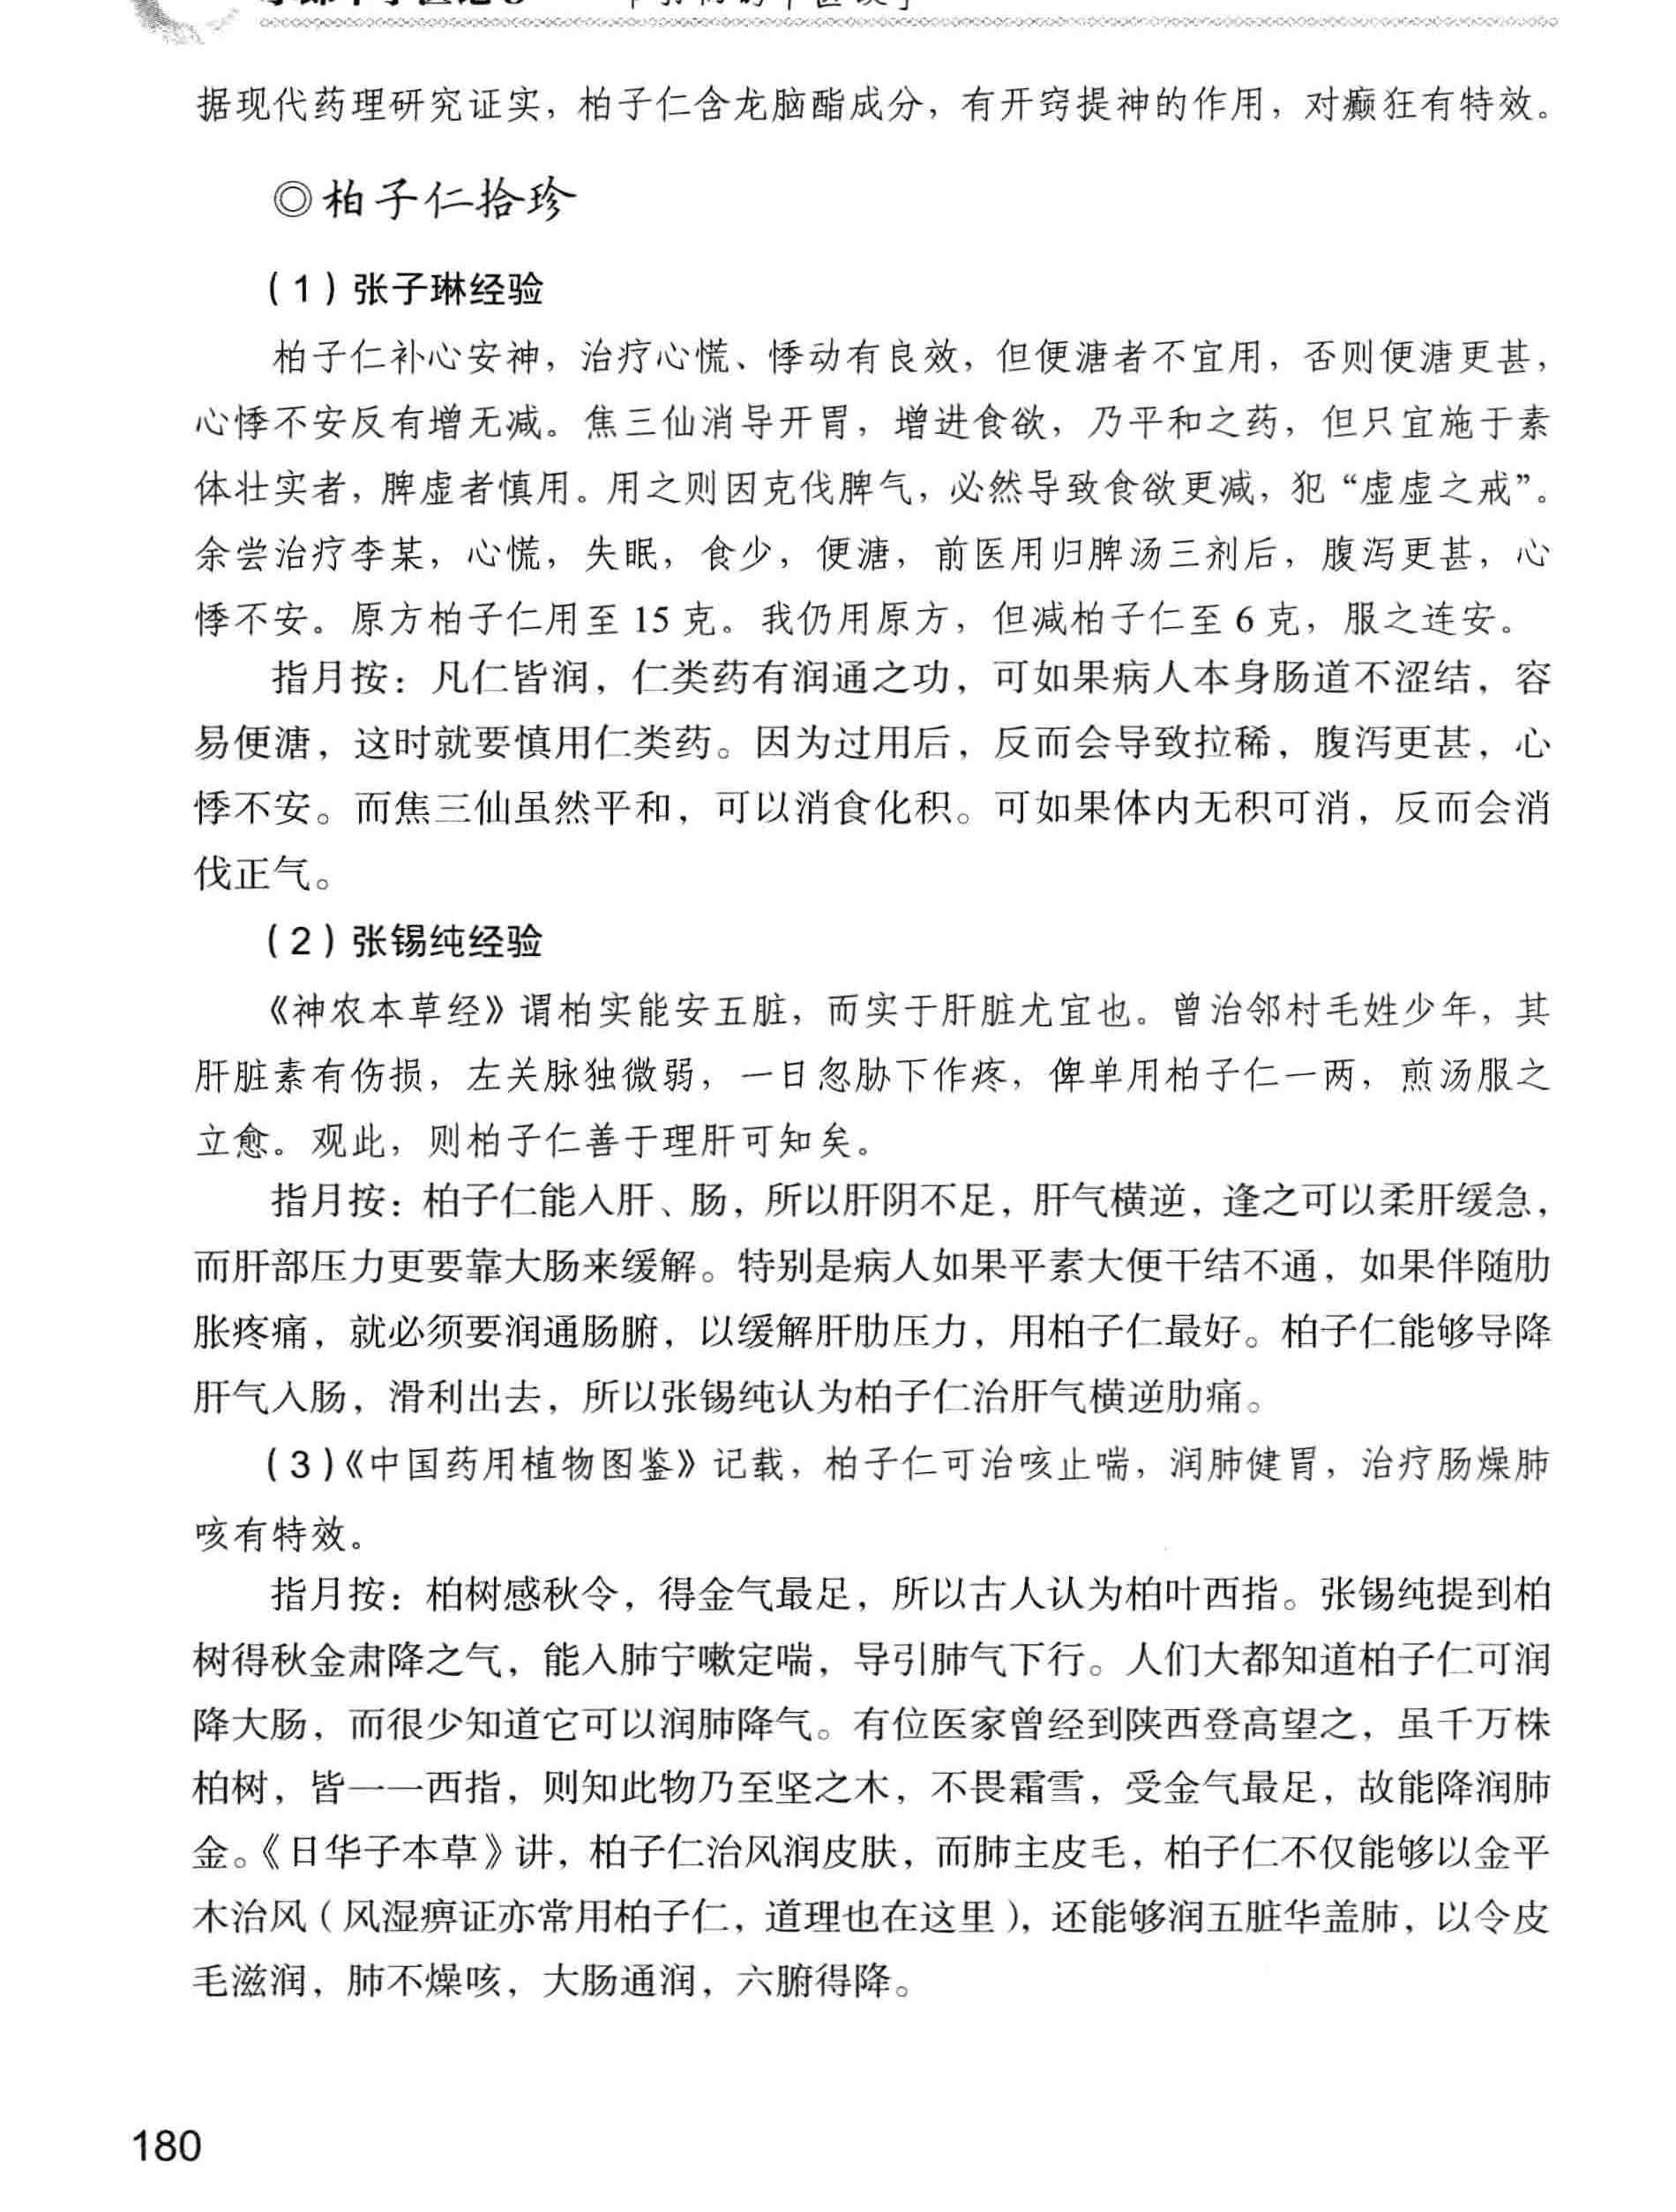 据现代药理研究证实，柏子仁含龙脑酯成分，有开窍提神的作用，对癫狂有特效。
◎柏子仁拾珍
（1）张子琳经验
柏子仁补心安神，治疗心慌、悸动有良效，但便溏者不宜用，否则便溏更甚，
心悸不安反有增无减。焦三仙消导开胃，增进食欲，乃平和之药，但只宜施于素
体壮实者，脾虚者慎用。用之则因克伐脾气，必然导致食欲更减，犯“虚虚之戒”。
余尝治疗李某，心慌，失眠，食少，便溏，前医用归脾汤三剂后，腹泻更甚，心
悸不安。原方柏子仁用至 15 克。我仍用原方，但减柏子仁至 6 克，服之连安。
指月按：凡仁皆润，仁类药有润通之功，可如果病人本身肠道不涩结，容
易便溏，这时就要慎用仁类药。因为过用后，反而会导致拉稀，腹泻更甚，心
悸不安。而焦三仙虽然平和，可以消食化积。可如果体内无积可消，反而会消
伐正气。
（2）张锡纯经验
《神农本草经》谓柏实能安五脏，而实于肝脏尤宜也。曾治邻村毛姓少年，其
肝脏素有伤损，左关脉独微弱，一日忽胁下作疼，俾单用柏子仁一两，煎汤服之
立愈。观此，则柏子仁善于理肝可知矣。
指月按：柏子仁能入肝、肠，所以肝阴不足，肝气横逆，逢之可以柔肝缓急，
而肝部压力更要靠大肠来缓解。特别是病人如果平素大便干结不通，如果伴随肋
胀疼痛，就必须要润通肠腑，以缓解肝肋压力，用柏子仁最好。柏子仁能够导降
肝气入肠，滑利出去，所以张锡纯认为柏子仁治肝气横逆肋痛。
（3）《中国药用植物图鉴》记载，柏子仁可治咳止喘，润肺健胃，治疗肠燥肺
咳有特效。
指月按：柏树感秋令，得金气最足，所以古人认为柏叶西指。张锡纯提到柏
树得秋金肃降之气，能入肺宁嗽定喘，导引肺气下行。人们大都知道柏子仁可润
降大肠，而很少知道它可以润肺降气。有位医家曾经到陕西登高望之，虽千万株
柏树，皆一一西指，则知此物乃至坚之木，不畏霜雪，受金气最足，故能降润肺
金。《日华子本草》讲，柏子仁治风润皮肤，而肺主皮毛，柏子仁不仅能够以金平
木治风（风湿痹证亦常用柏子仁，道理也在这里），还能够润五脏华盖肺，以令皮
毛滋润，肺不燥咳，大肠通润，六腑得降。
180